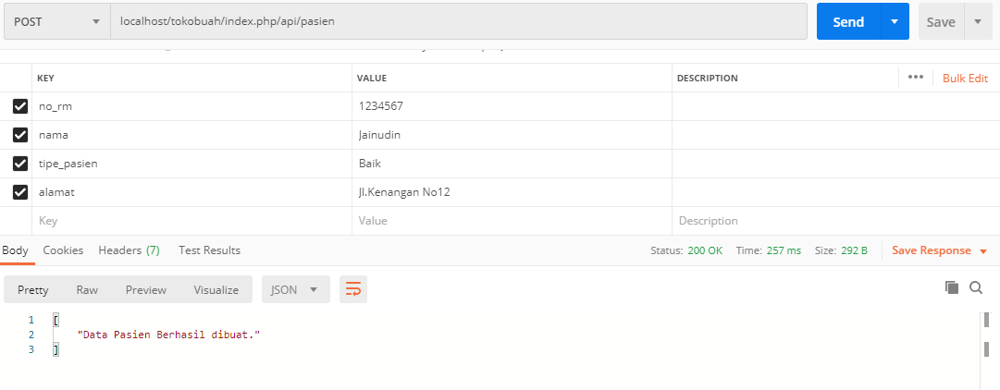 POST localhost/tokobuah/index.php/api/pasien Send Save
KEY VALUE DESCRIPTION ••• Bulk Edit
no_rm 1234567
nama Jainudin
tipe_pasien Baik
alamat Jl.Kenangan No12
Key Value Description
Body Cookies Headers (7) Test Results Status: 200 OK Time: 257 ms Size: 292 B Save Response
Pretty Raw Preview Visualize JSON
1 [
2 "Data Pasien Berhasil dibuat."
3 ]